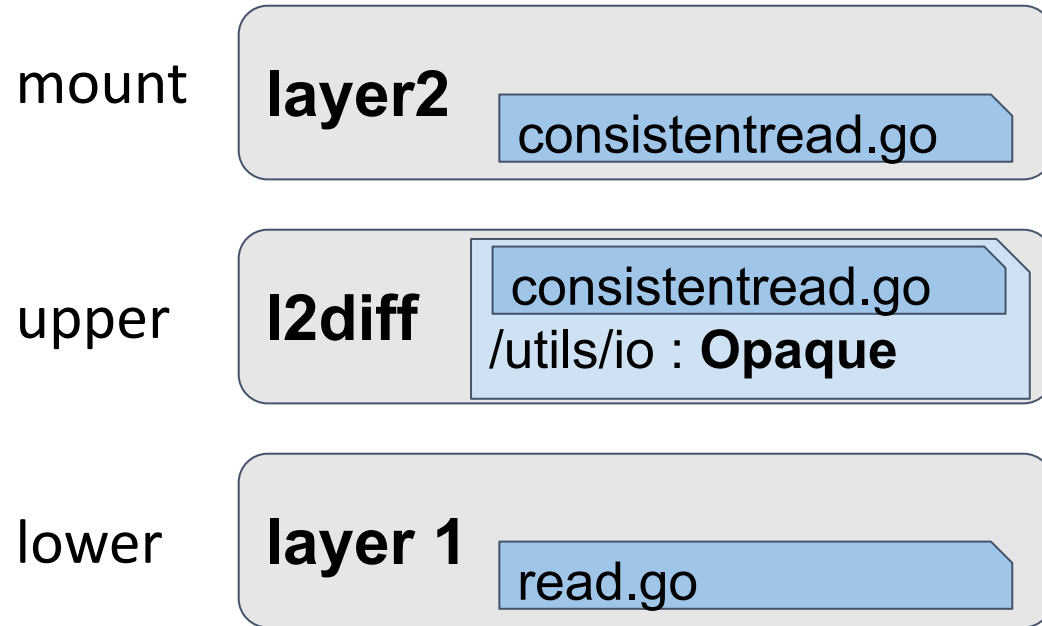 mount
layer2
consistentread.go
upper
l2diff
consistentread.go
/utils/io : Opaque
lower
layer 1
read.go